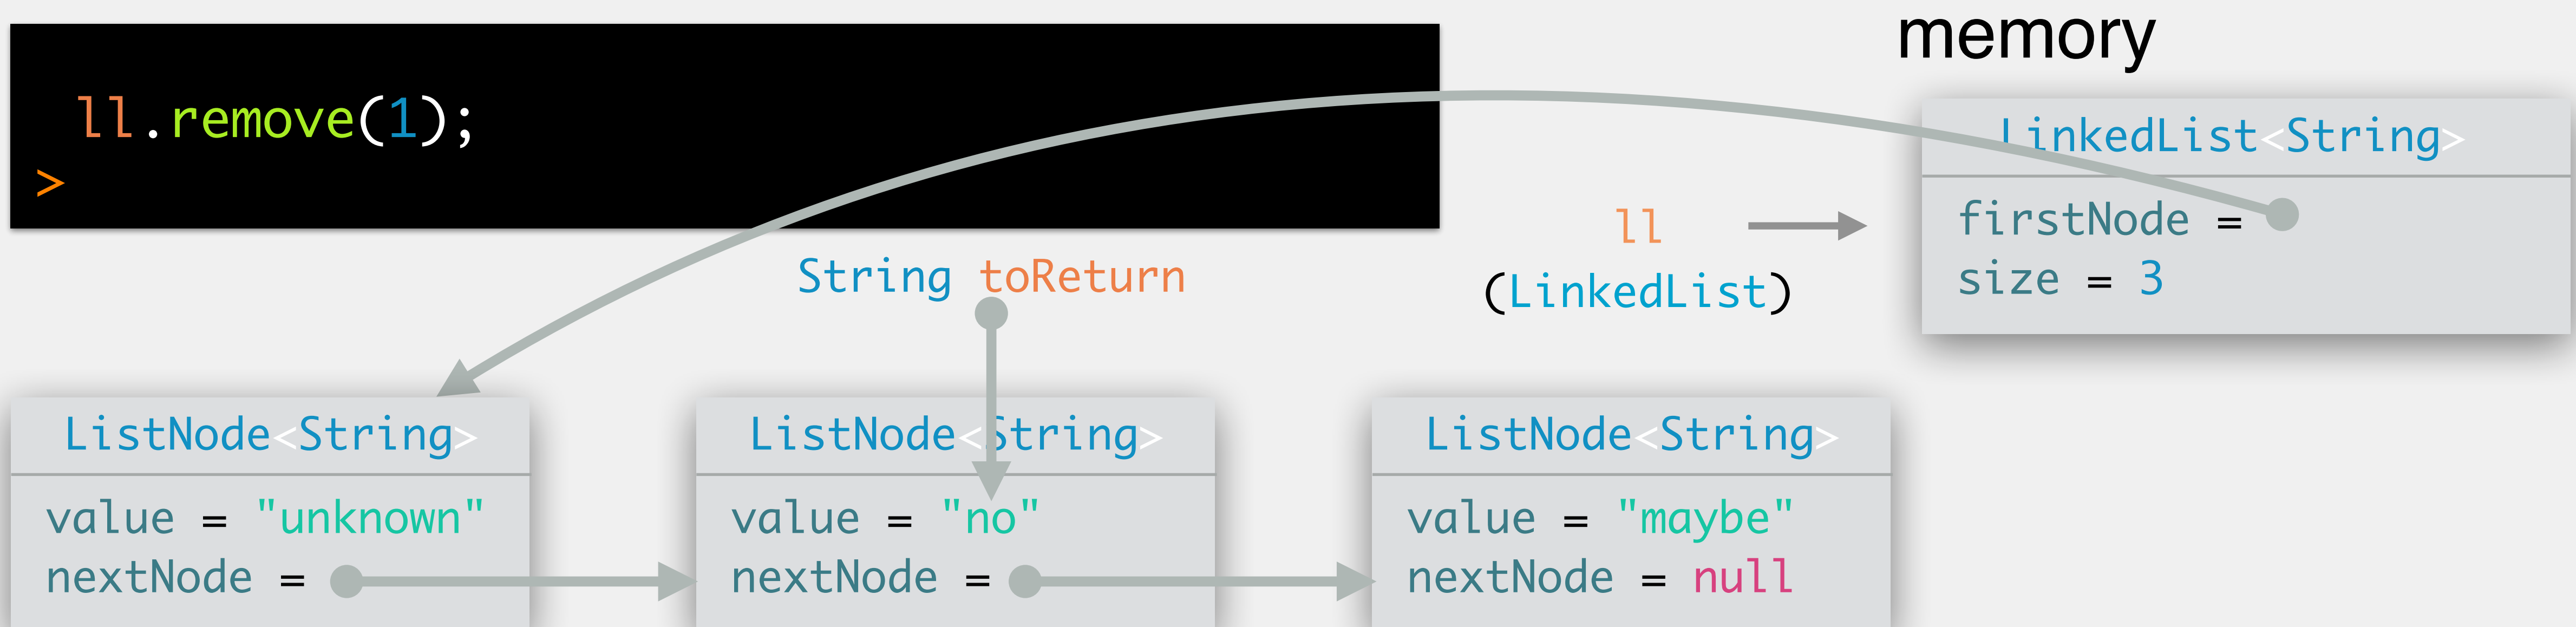 memory
ll.remove(1);
>
LinkedList<String>
firstNode =
size = 3
ll
(LinkedList)
String toReturn
ListNode<String>
value = "unknown"
nextNode =
ListNode<String>
value = "no"
nextNode =
ListNode<String>
value = "maybe"
nextNode = null